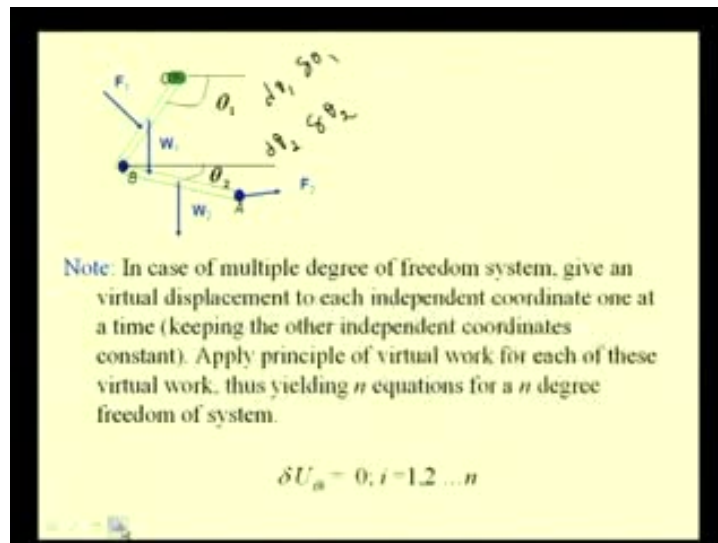 F₁
θ₁
dθ₁ δθ₁
W₁
dθ₂ δθ₂
B
θ₂
F₂
W₂
A
Note: In case of multiple degree of freedom system, give an
virtual displacement to each independent coordinate one at
a time (keeping the other independent coordinates
constant). Apply principle of virtual work for each of these
virtual work, thus yielding n equations for a n degree
freedom of system.
= 0; i =1,2 ...n